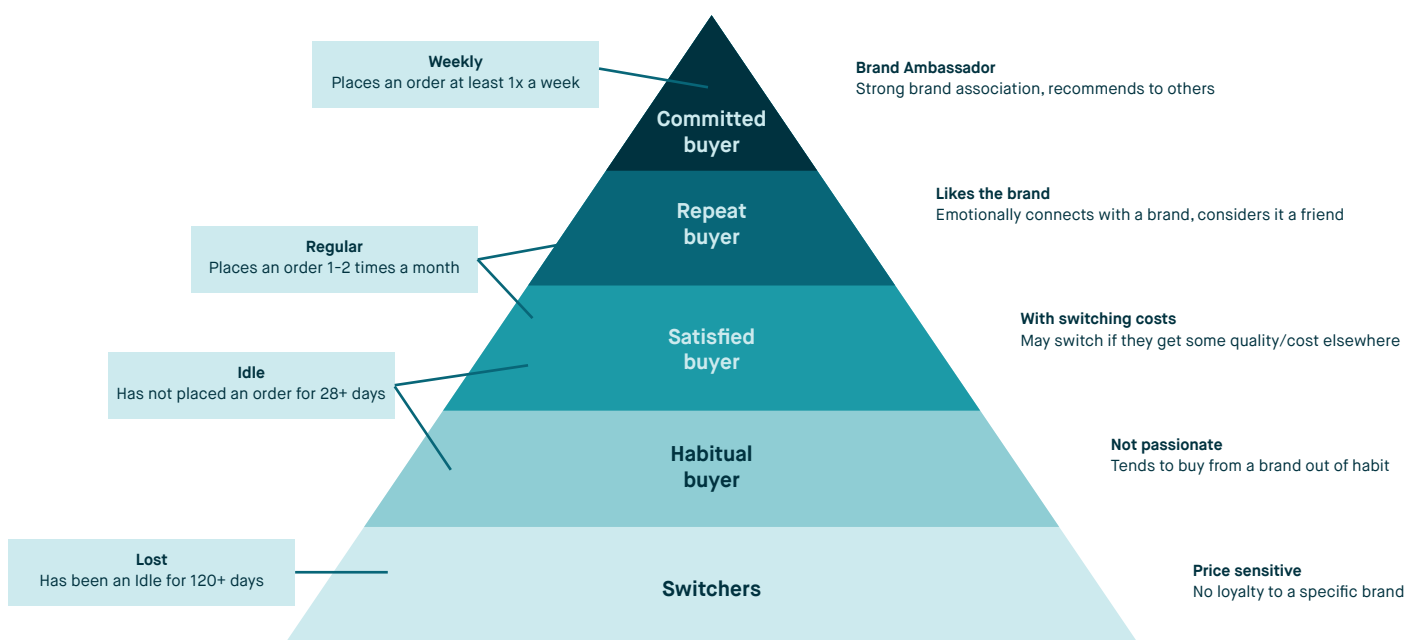 Weekly
Places an order at least 1x a week
Brand Ambassador
Strong brand association, recommends to others
Committed
buyer
Likes the brand
Emotionally connects with a brand, considers it a friend
Repeat
buyer
Regular
Places an order 1-2 times a month
With switching costs
May switch if they get some quality/cost elsewhere
Satisfied
buyer
Idle
Has not placed an order for 28+ days
Not passionate
Tends to buy from a brand out of habit
Habitual
buyer
Lost
Has been an Idle for 120+ days
Price sensitive
No loyalty to a specific brand
Switchers